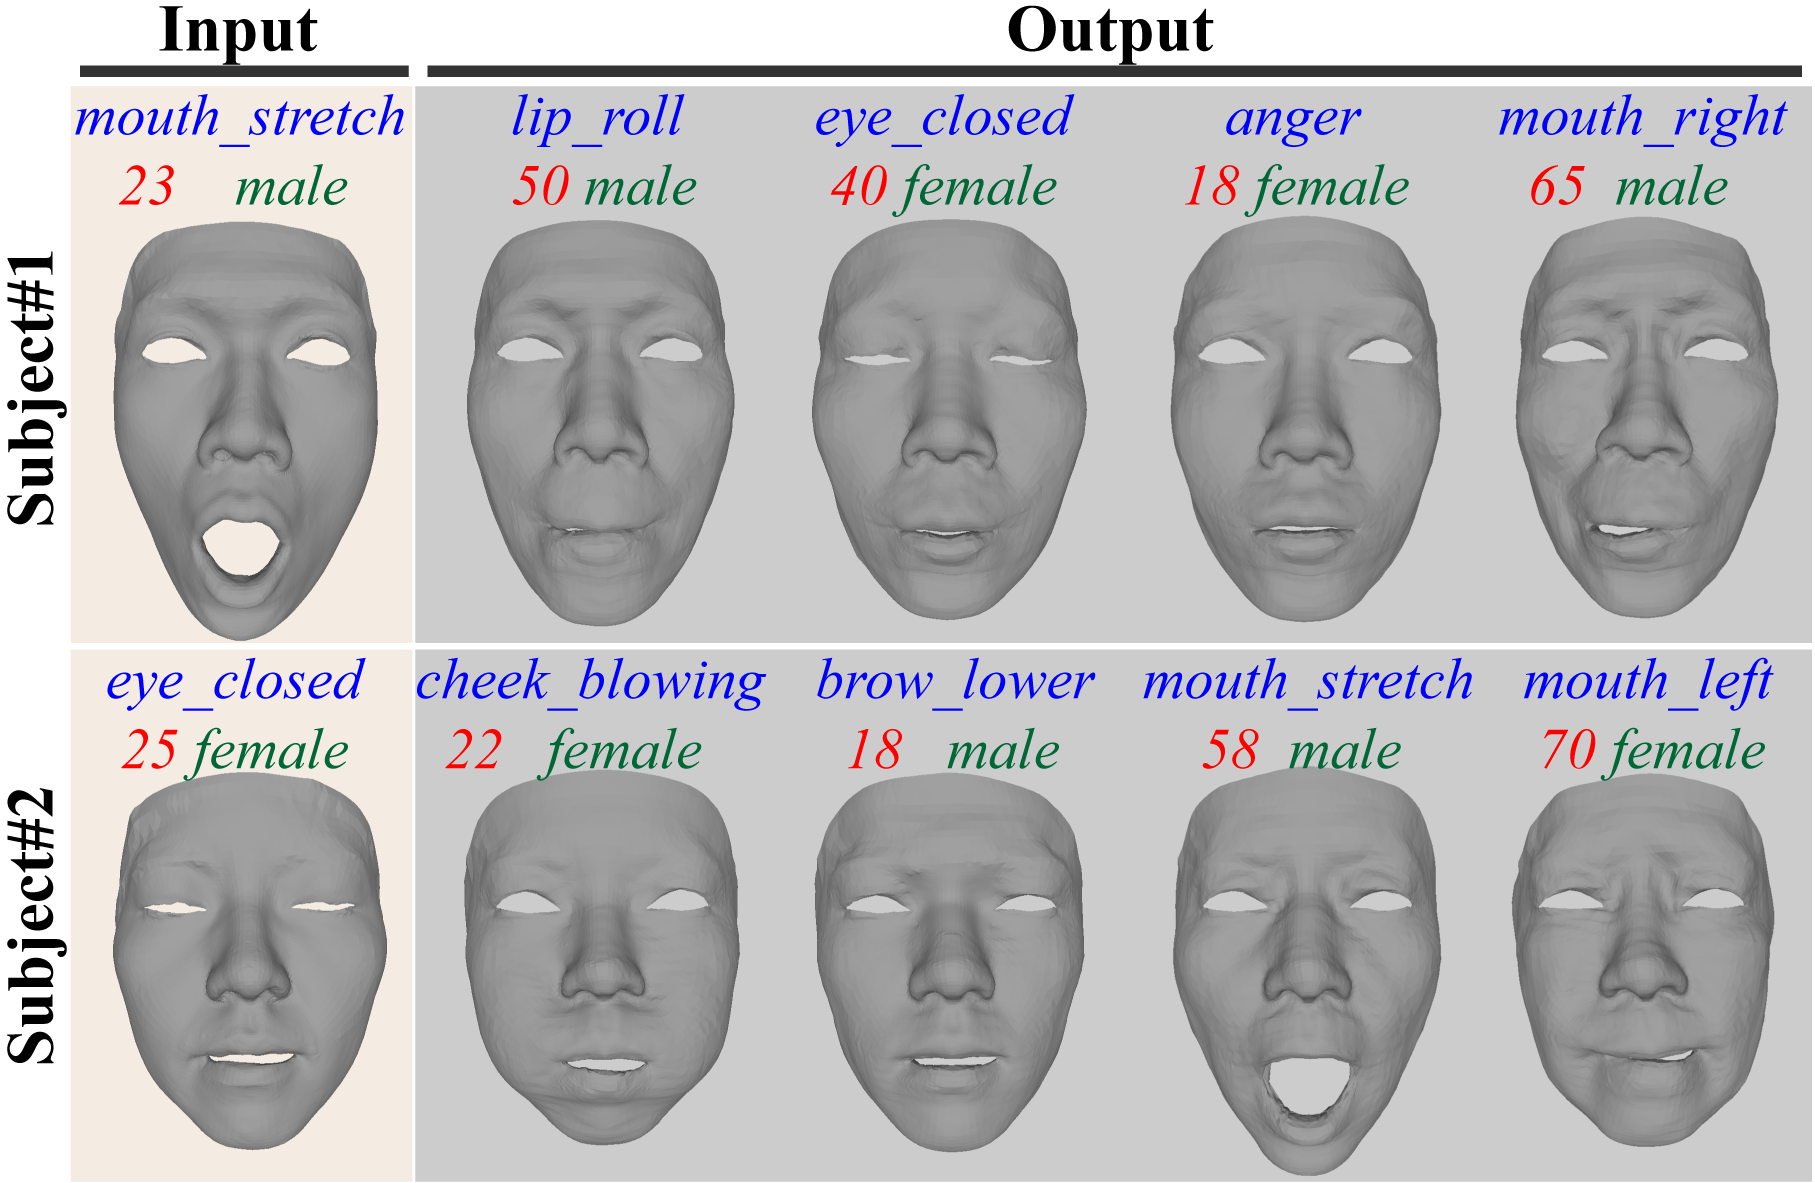 Input Output
mouth_stretch lip_roll eye_closed anger mouth_right
23 male 50 male 40 female 18 female 65 male
Subject#1
eye_closed cheek_blowing brow_lower mouth_stretch mouth_left
25 female 22 female 18 male 58 male 70 female
Subject#2